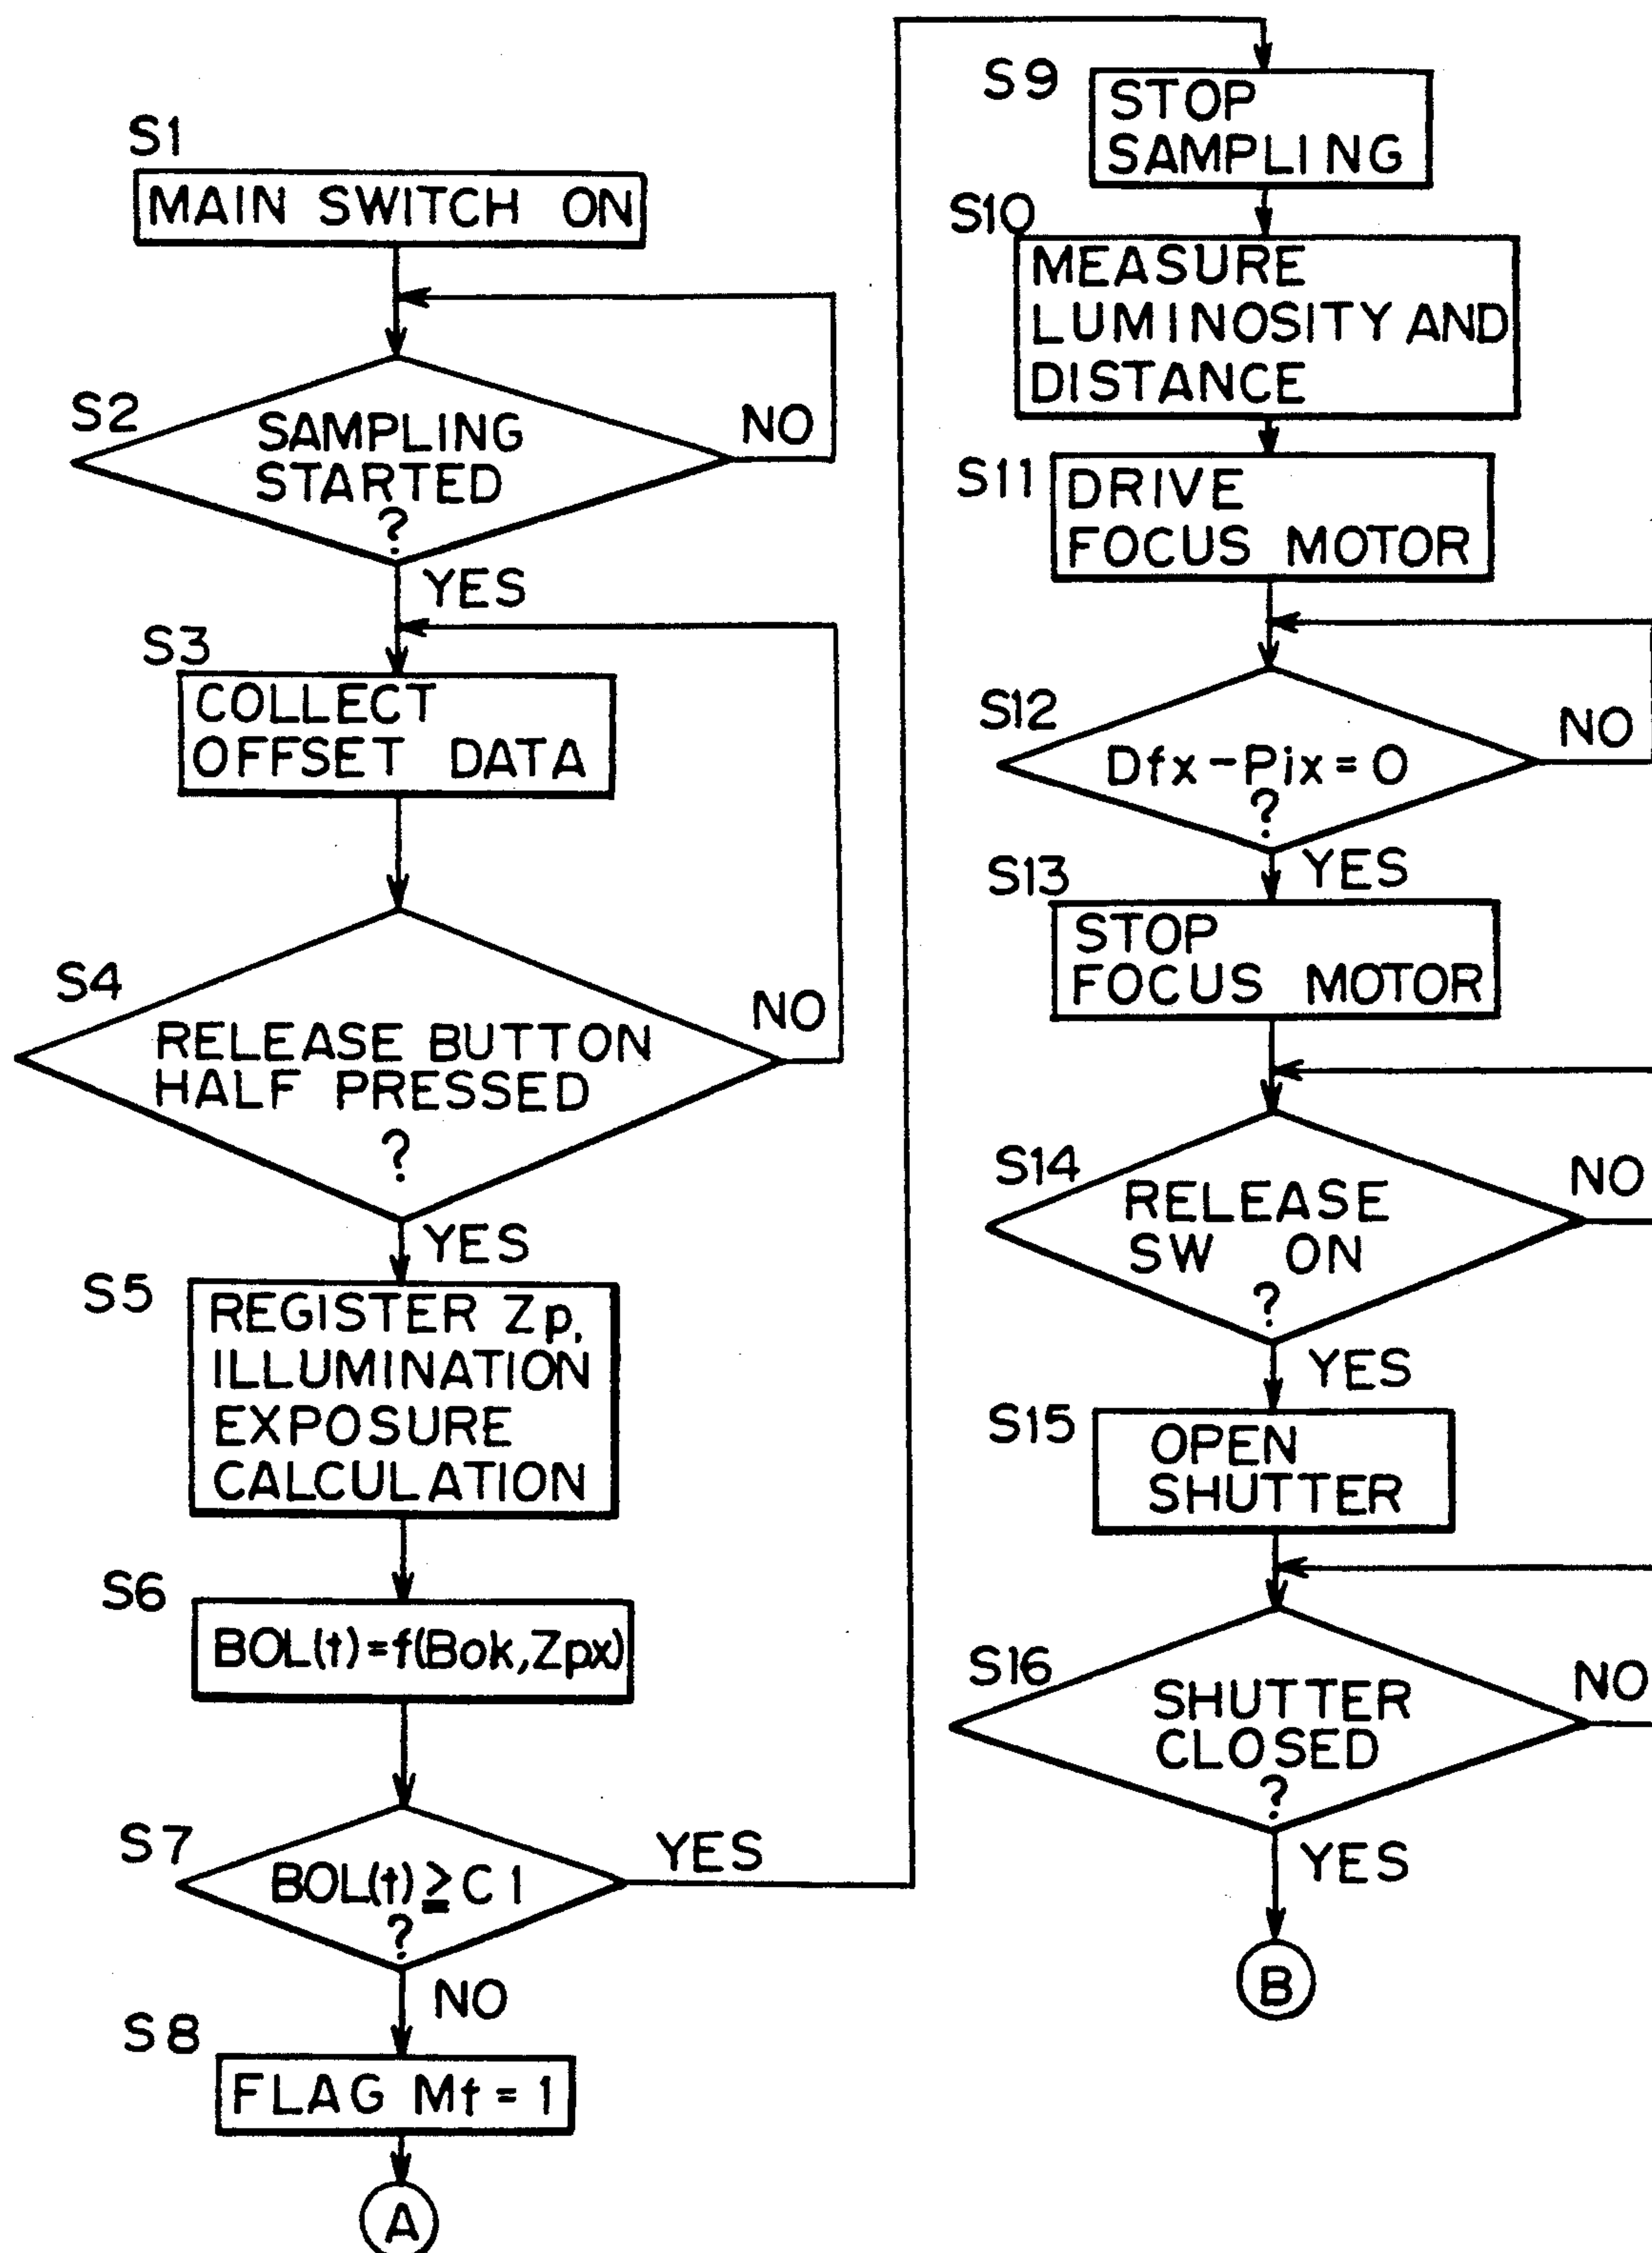 S1
MAIN SWITCH ON
S2
SAMPLING
STARTED
?
NO
YES
S3
COLLECT
OFFSET DATA
S4
RELEASE BUTTON
HALF PRESSED
?
NO
YES
S5
REGISTER Zp,
ILLUMINATION
EXPOSURE
CALCULATION
S6
BOL(t)=f(Bok,Zpx)
S7
BOL(t)≧C1
?
YES
NO
S8
FLAG Mt=1
A
S9
STOP
SAMPLING
S10
MEASURE
LUMINOSITY AND
DISTANCE
S11
DRIVE
FOCUS MOTOR
S12
Dfx-Pix=0
?
NO
YES
S13
STOP
FOCUS MOTOR
S14
RELEASE
SW ON
?
NO
YES
S15
OPEN
SHUTTER
S16
SHUTTER
CLOSED
?
NO
YES
B